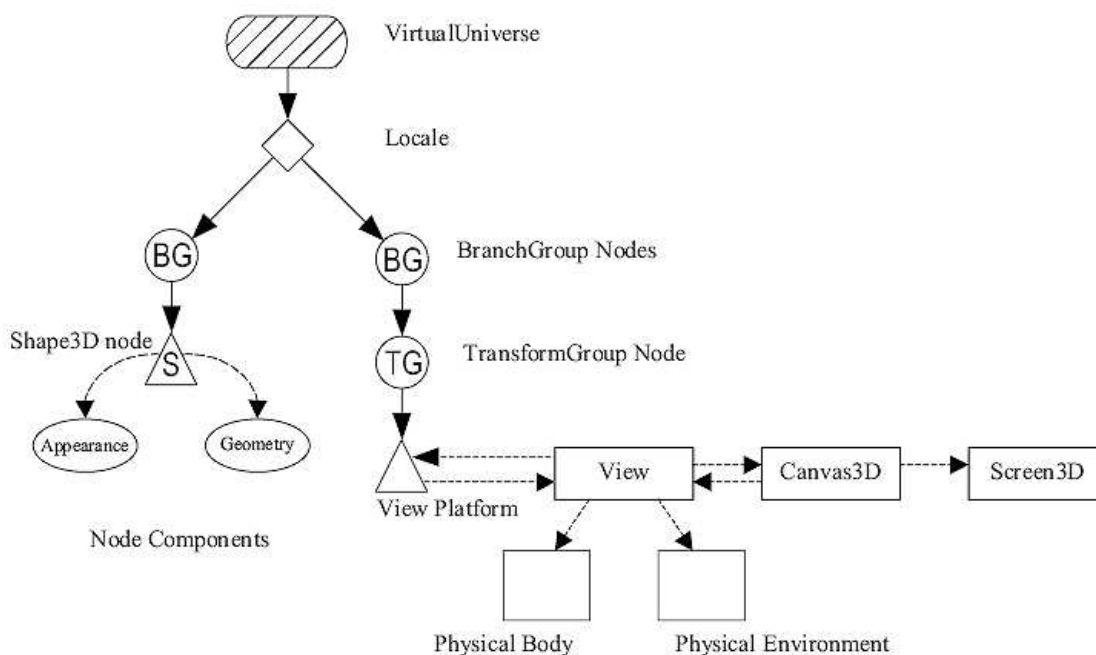 VirtualUniverse
Locale
BG
BG
BranchGroup Nodes
Shape3D node
S
TG
TransformGroup Node
Appearance
Geometry
View
Canvas3D
Screen3D
View Platform
Node Components
Physical Body
Physical Environment